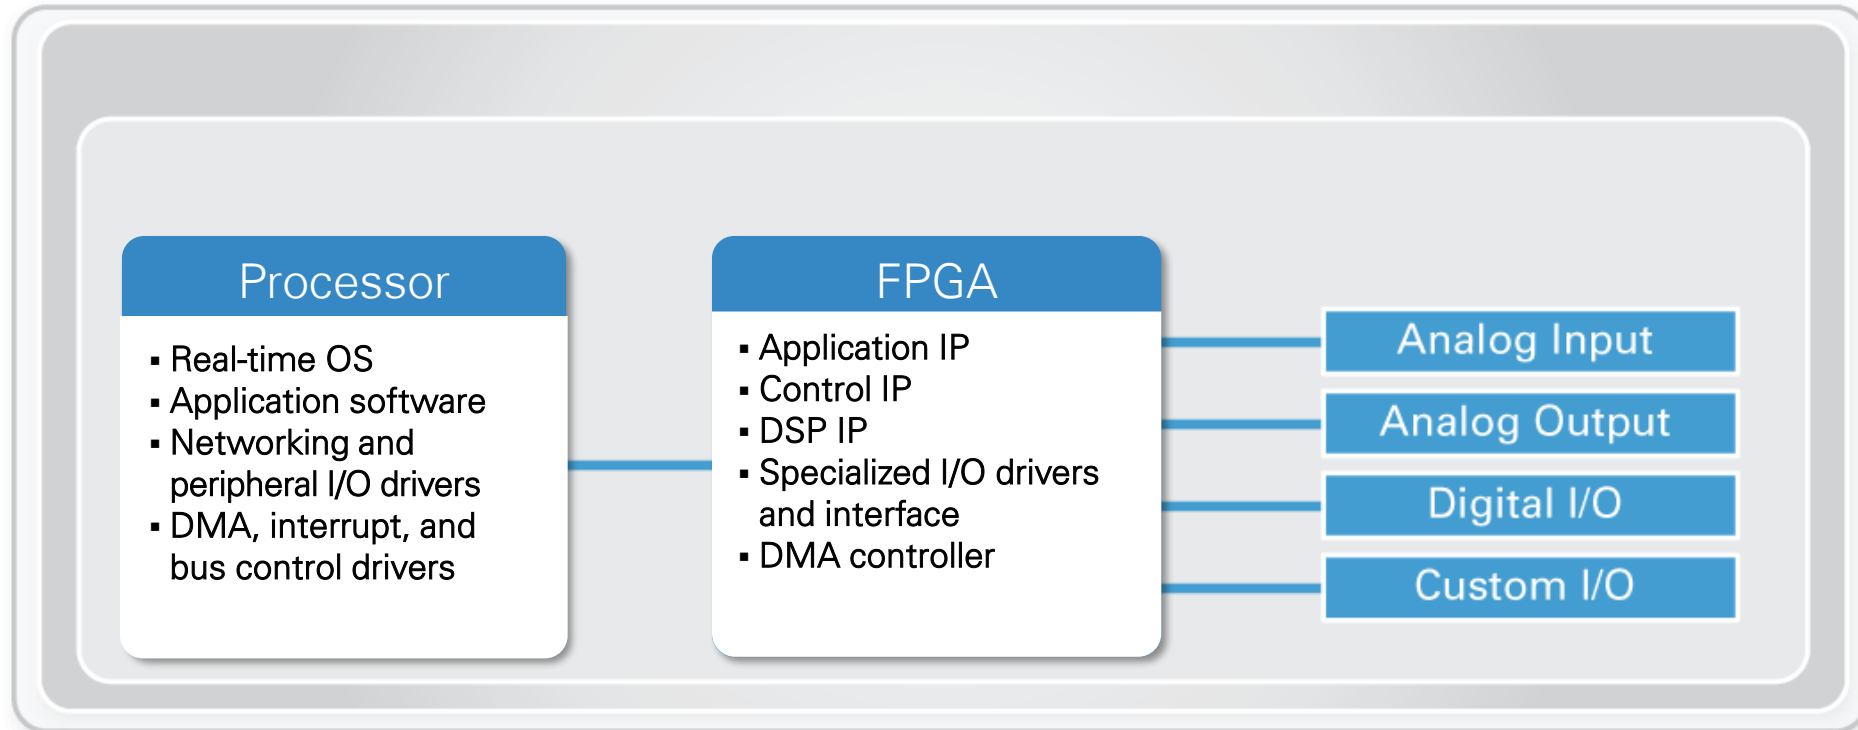 Processor
▪ Real-time OS
▪ Application software
▪ Networking and
peripheral I/O drivers
▪ DMA, interrupt, and
bus control drivers
FPGA
▪ Application IP
▪ Control IP
▪ DSP IP
▪ Specialized I/O drivers
and interface
▪ DMA controller
Analog Input
Analog Output
Digital I/O
Custom I/O